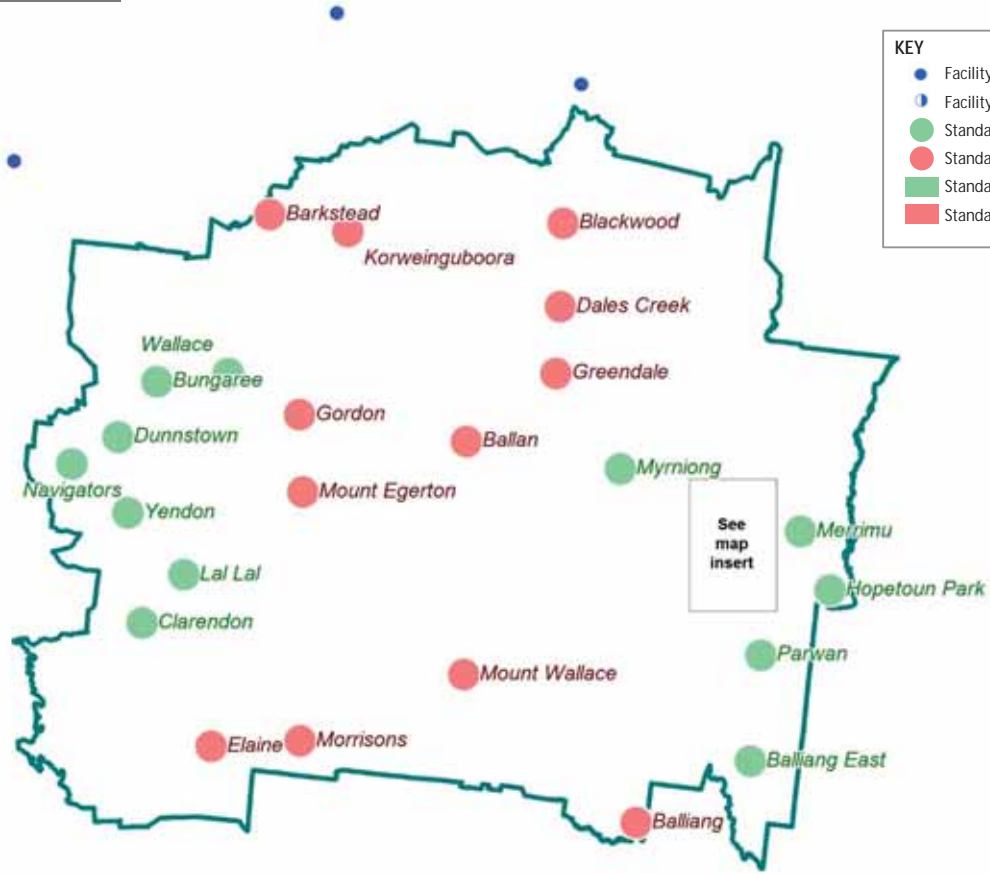 KEY
Facility
Facility
Standa
Standa
Standa
Standa
Barkstead
Korweinguboora
Blackwood
Dales Creek
Wallace
Bungaree
Greendale
Gordon
Dunnstown
Ballan
Myrniong
Navigators
Mount Egerton
Yendon
See
map
insert
Merrimu
Lal Lal
Hopetoun Park
Clarendon
Parwan
Mount Wallace
Elaine
Morrisons
Balliang East
Balliang